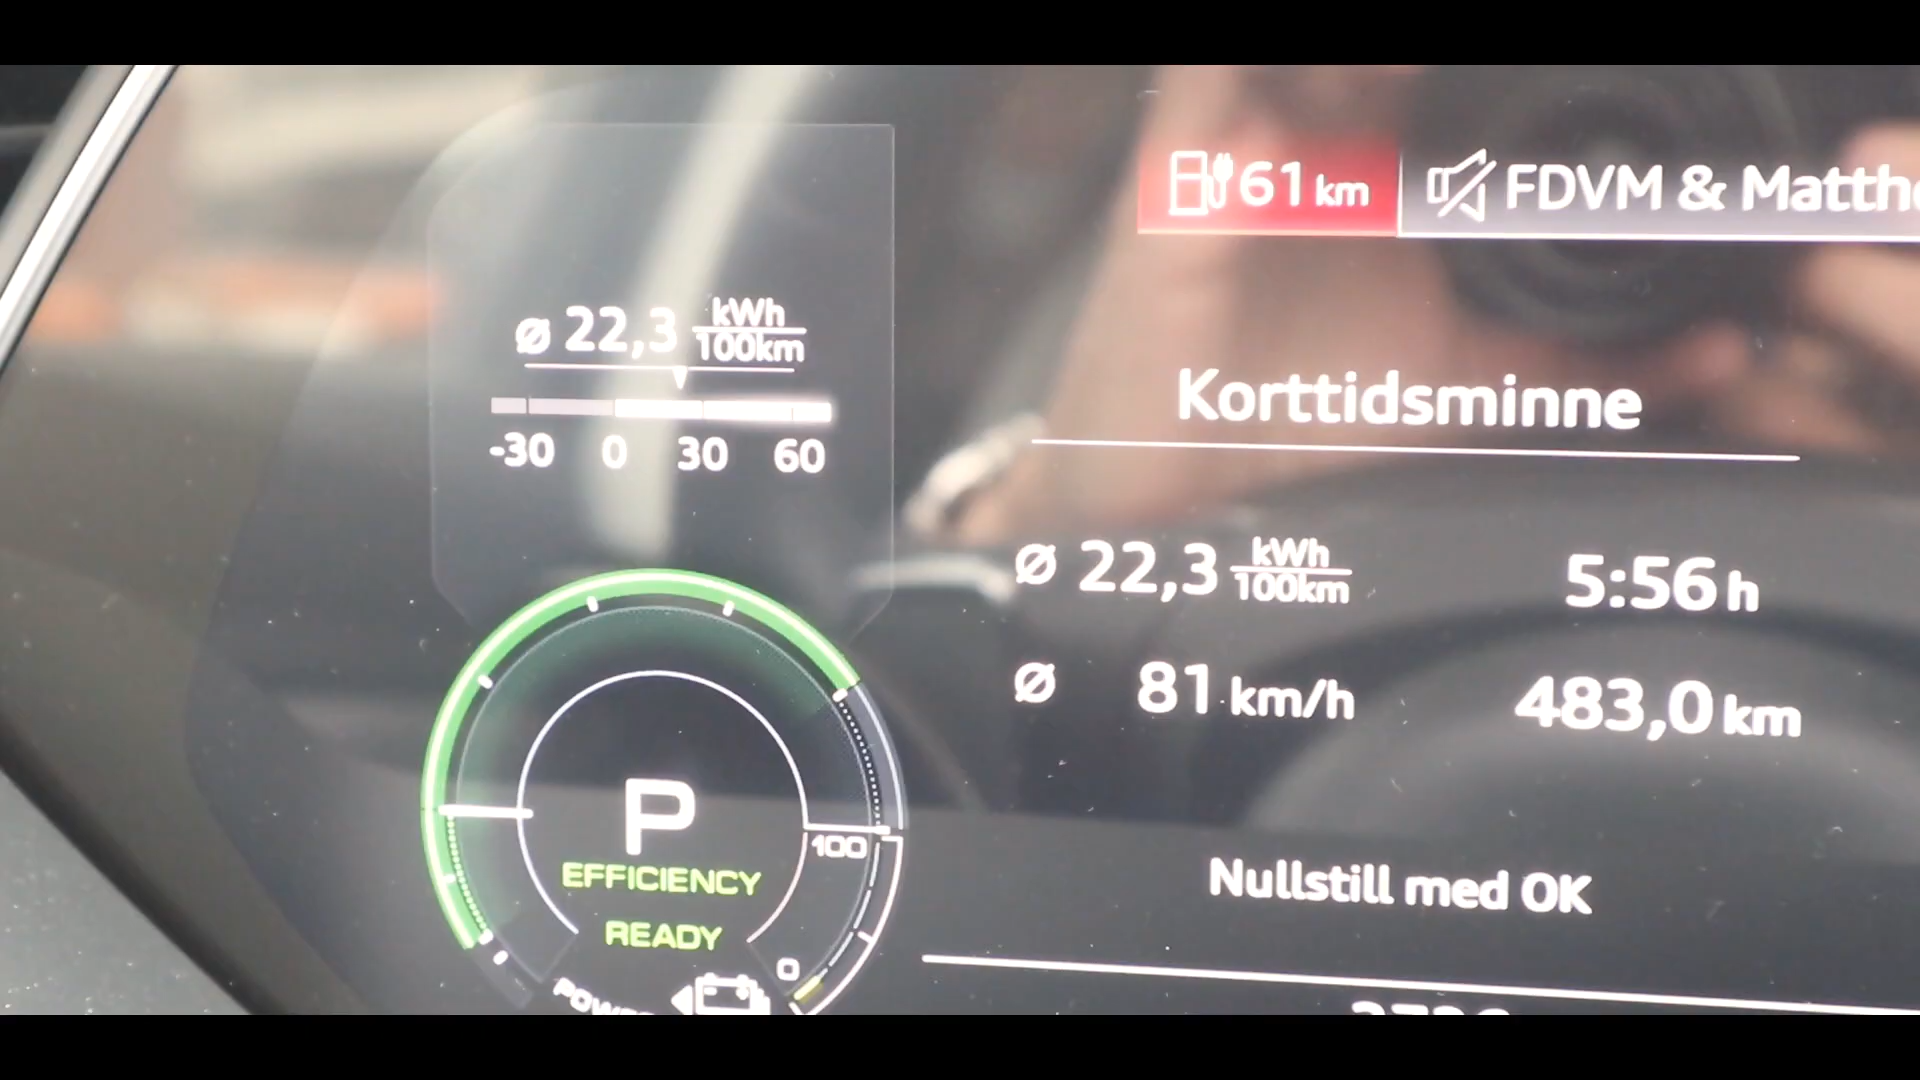 61 km
FDVM & Matth
Ø 22,3 kWh/100km
-30 0 30 60
Korttidsminne
Ø 22,3 kWh/100km 5:56 h
Ø 81 km/h 483,0 km
P
EFFICIENCY
READY
100
0
Nullstill med OK
POWE